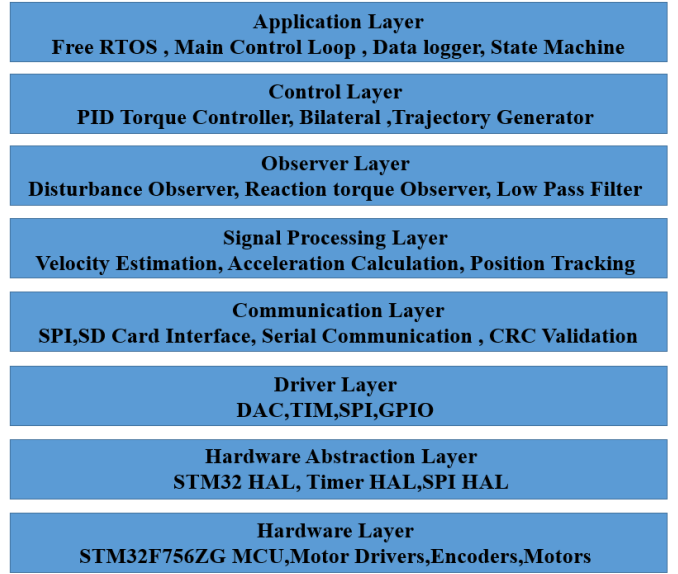 Application Layer
Free RTOS , Main Control Loop , Data logger, State Machine
Control Layer
PID Torque Controller, Bilateral ,Trajectory Generator
Observer Layer
Disturbance Observer, Reaction torque Observer, Low Pass Filter
Signal Processing Layer
Velocity Estimation, Acceleration Calculation, Position Tracking
Communication Layer
SPI,SD Card Interface, Serial Communication , CRC Validation
Driver Layer
DAC,TIM,SPI,GPIO
Hardware Abstraction Layer
STM32 HAL, Timer HAL,SPI HAL
Hardware Layer
STM32F756ZG MCU,Motor Drivers,Encoders,Motors